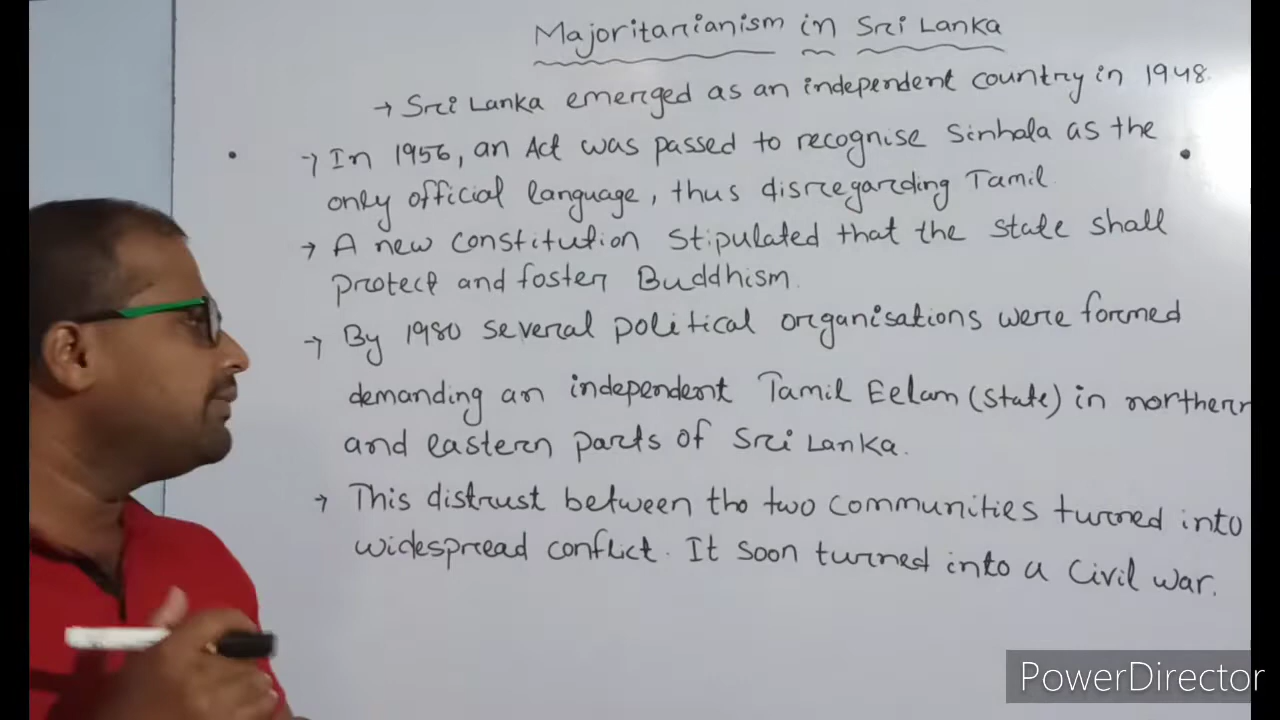 Majoritarianism in Sri Lanka
→ Sri Lanka emerged as an independent country in 1948.
→ In 1956, an Act was passed to recognise Sinhala as the
only official language, thus disregarding Tamil.
→ A new constitution stipulated that the state shall
protect and foster Buddhism.
→ By 1980 several political organisations were formed
demanding an independent Tamil Eelam (state) in northern
and eastern parts of Sri Lanka.
→ This distrust between the two communities turned into
widespread conflict. It soon turned into a Civil war.
PowerDirector